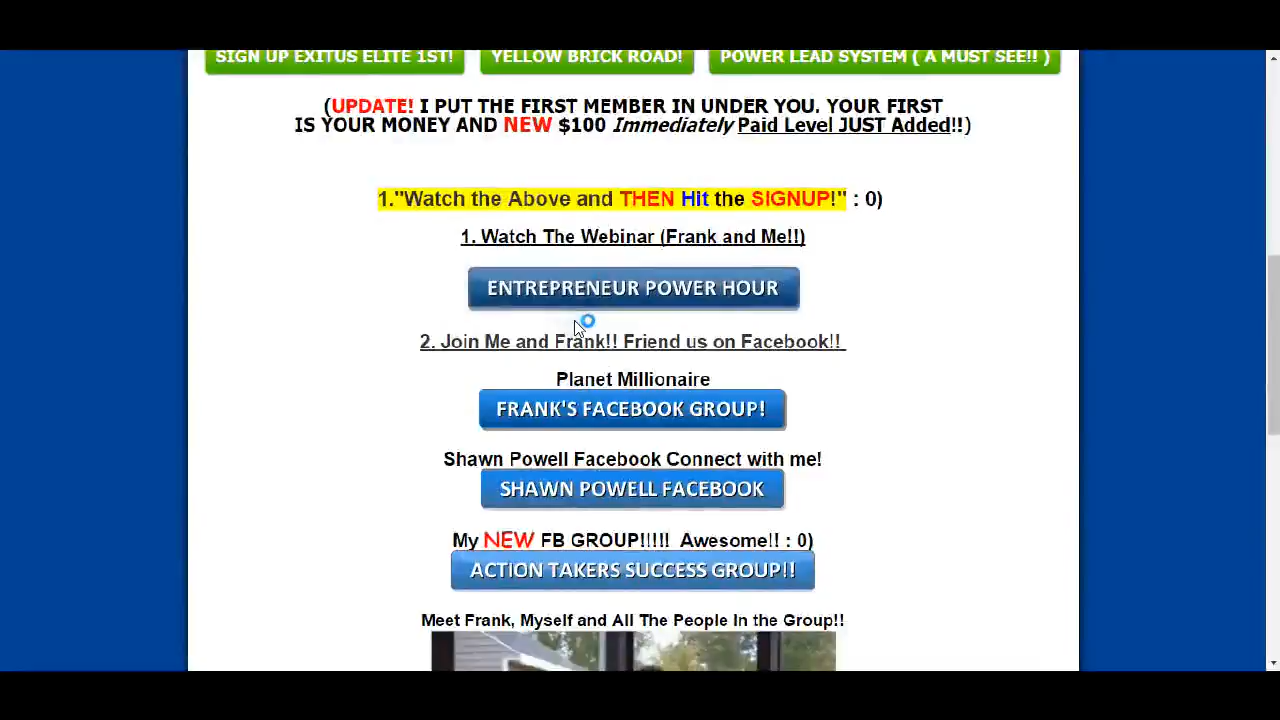 SIGN UP EXITUS ELITE 1ST! YELLOW BRICK ROAD! POWER LEAD SYSTEM ( A MUST SEE!! )
(UPDATE! I PUT THE FIRST MEMBER IN UNDER YOU. YOUR FIRST
IS YOUR MONEY AND NEW $100 Immediately Paid Level JUST Added!!)
1."Watch the Above and THEN Hit the SIGNUP!" : 0)
1. Watch The Webinar (Frank and Me!!)
ENTREPRENEUR POWER HOUR
2. Join Me and Frank!! Friend us on Facebook!!
Planet Millionaire
FRANK'S FACEBOOK GROUP!
Shawn Powell Facebook Connect with me!
SHAWN POWELL FACEBOOK
My NEW FB GROUP!!!!! Awesome!! : 0)
ACTION TAKERS SUCCESS GROUP!!
Meet Frank, Myself and All The People In the Group!!